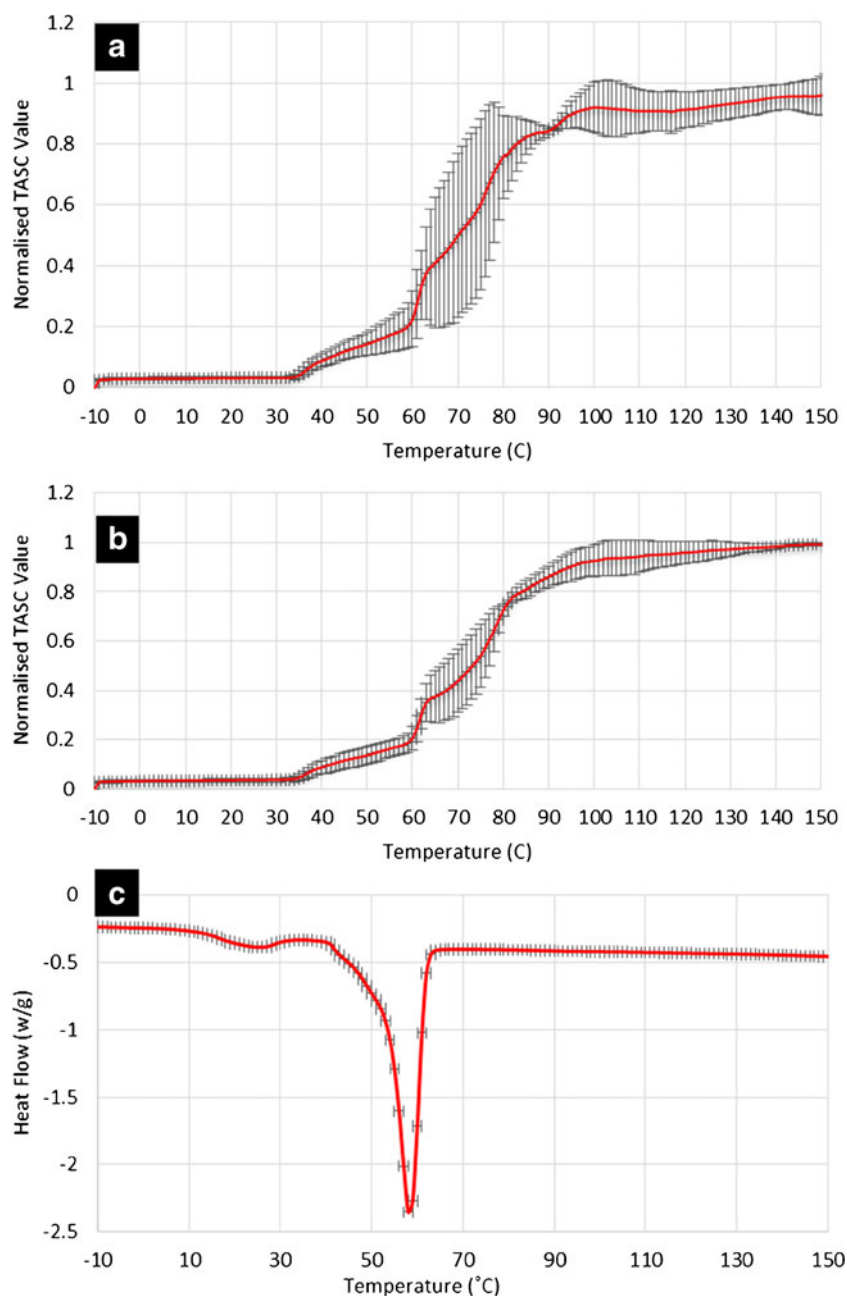 a
1.2
1
0.8
0.6
0.4
0.2
0
Normalised TASC Value
-10 0 10 20 30 40 50 60 70 80 90 100 110 120 130 140 150
Temperature (C)
b
1.2
1
0.8
0.6
0.4
0.2
0
Normalised TASC Value
-10 0 10 20 30 40 50 60 70 80 90 100 110 120 130 140 150
Temperature (C)
c
0
-0.5
-1
-1.5
-2
-2.5
Heat Flow (w/g)
-10 10 30 50 70 90 110 130 150
Temperature (˚C)